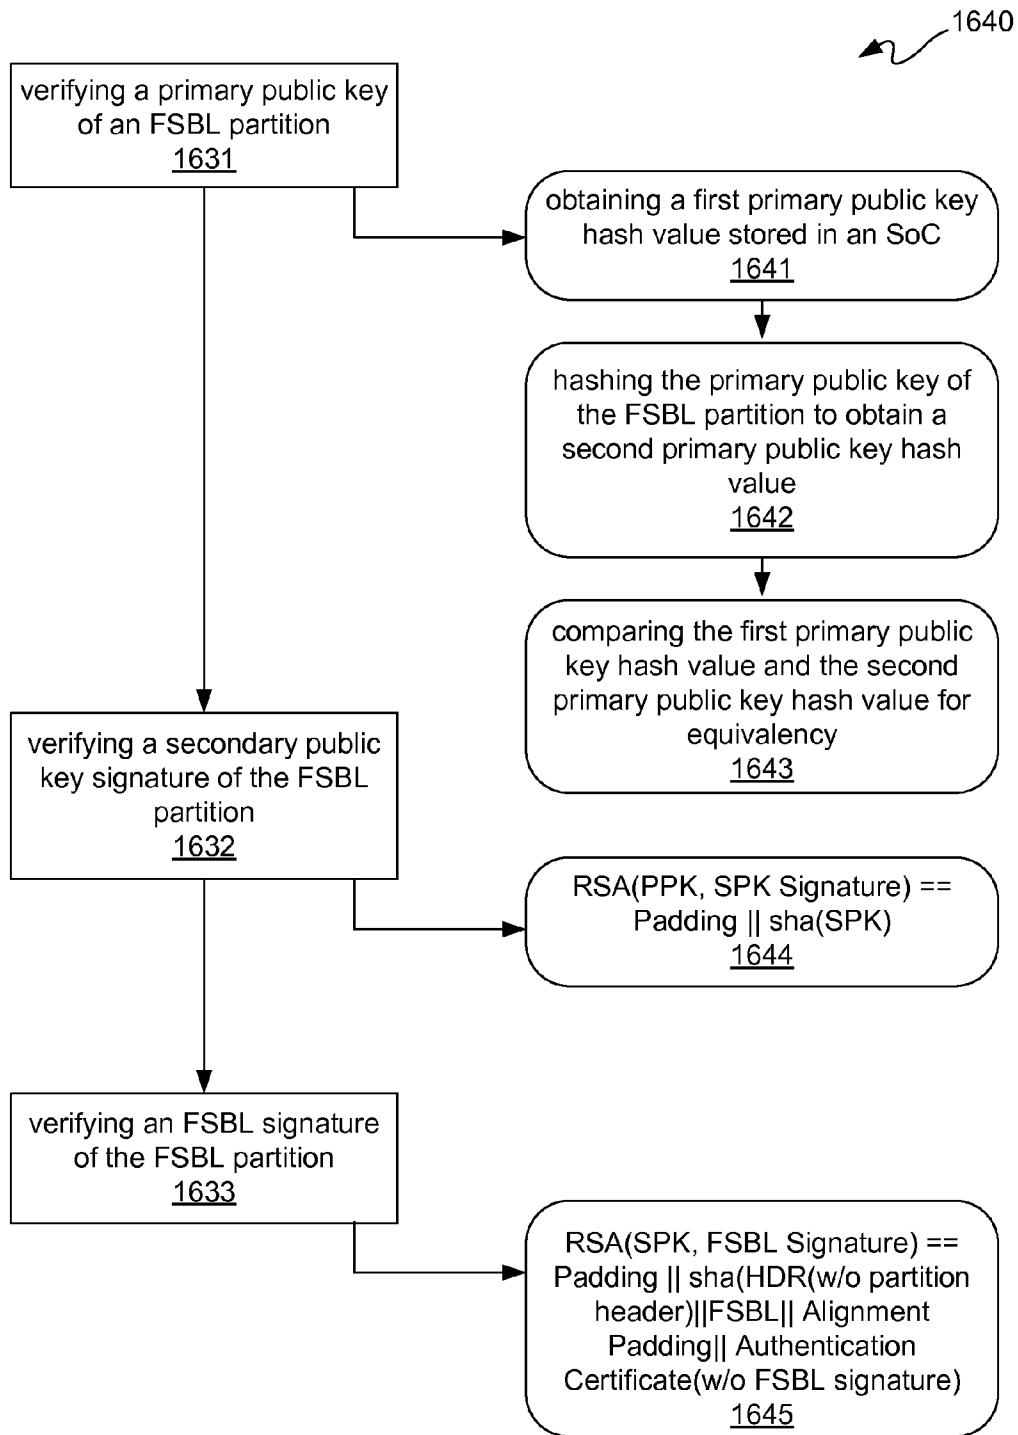 1640
verifying a primary public key
of an FSBL partition
1631
obtaining a first primary public key
hash value stored in an SoC
1641
hashing the primary public key of
the FSBL partition to obtain a
second primary public key hash
value
1642
comparing the first primary public
key hash value and the second
primary public key hash value for
equivalency
1643
verifying a secondary public
key signature of the FSBL
partition
1632
RSA(PPK, SPK Signature) ==
Padding || sha(SPK)
1644
verifying an FSBL signature
of the FSBL partition
1633
RSA(SPK, FSBL Signature) ==
Padding || sha(HDR(w/o partition
header)||FSBL|| Alignment
Padding|| Authentication
Certificate(w/o FSBL signature)
1645